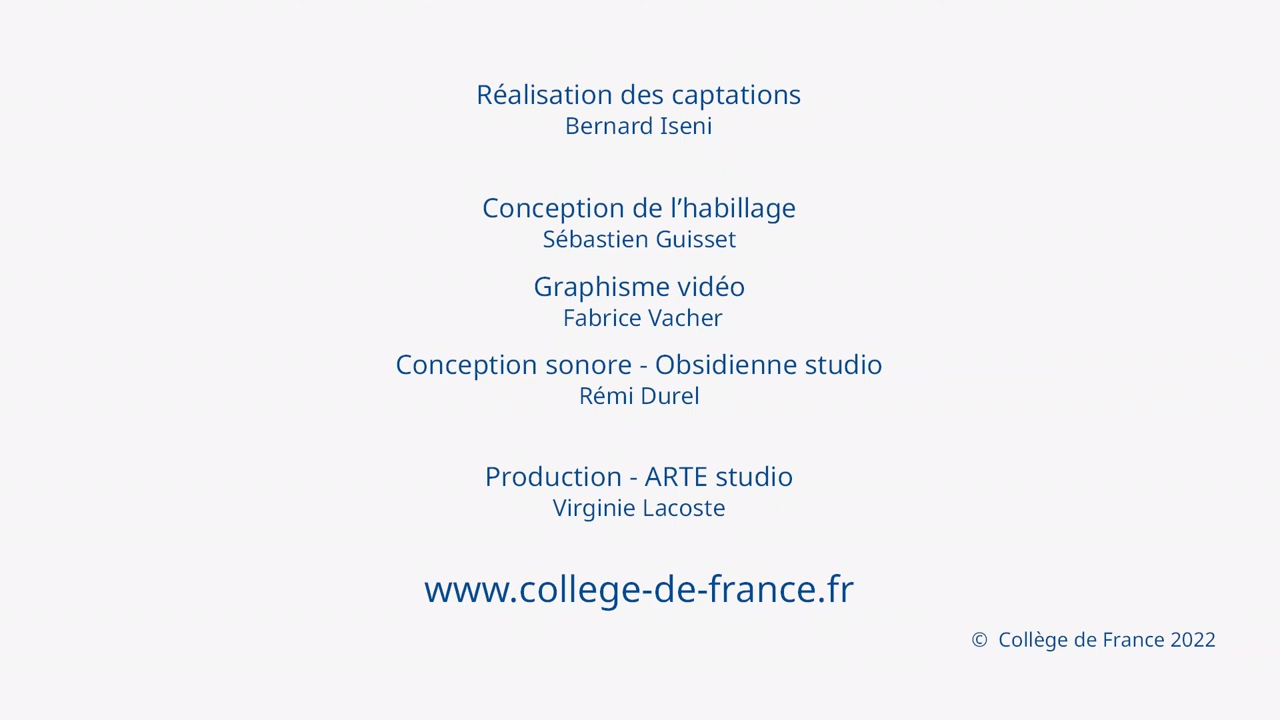 Réalisation des captations
Bernard Iseni
Conception de l’habillage
Sébastien Guisset
Graphisme vidéo
Fabrice Vacher
Conception sonore - Obsidienne studio
Rémi Durel
Production - ARTE studio
Virginie Lacoste
www.college-de-france.fr
© Collège de France 2022